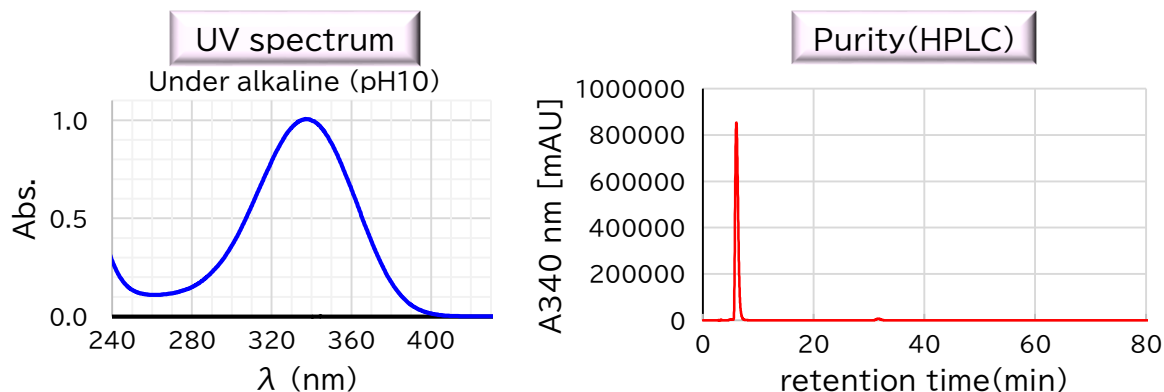 UV spectrum
Under alkaline (pH10)
Abs.
1.0
0.5
0.0
240 280 320 360 400
λ (nm)
Purity(HPLC)
A340 nm [mAU]
1000000
800000
600000
400000
200000
0
0 20 40 60 80
retention time(min)